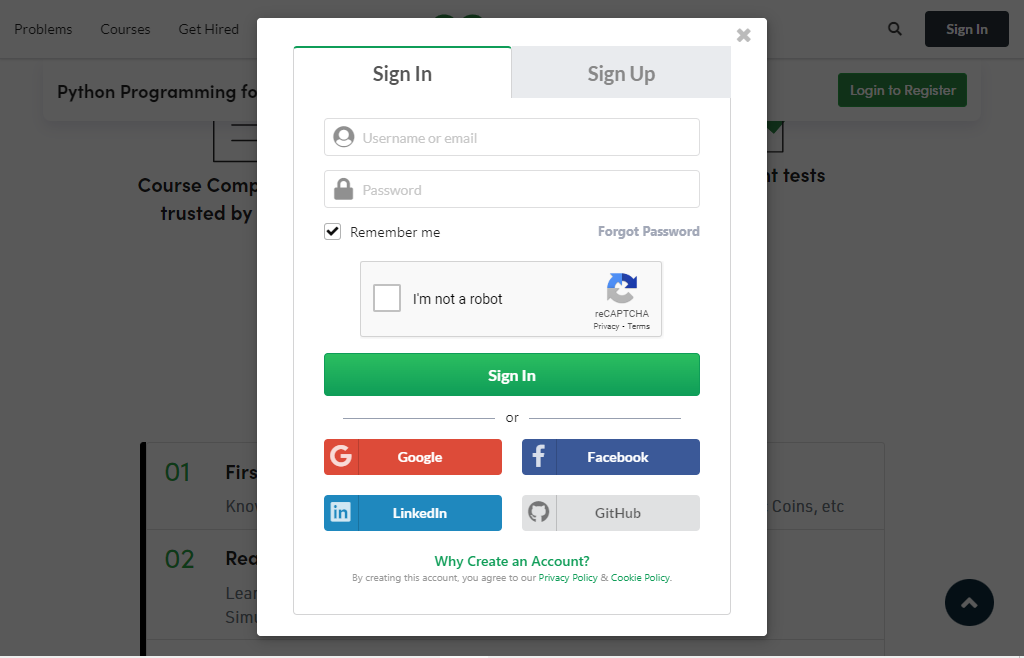 Problems Courses Get Hired
Sign In
Python Programming fo
Login to Register
Course Comp
trusted by
t tests
01 Firs
Kno
Coins, etc
02 Rea
Lear
Simu
Sign In Sign Up
Username or email
Password
Remember me Forgot Password
I'm not a robot
reCAPTCHA
Privacy - Terms
Sign In
or
Google Facebook
LinkedIn GitHub
Why Create an Account?
By creating this account, you agree to our Privacy Policy & Cookie Policy.